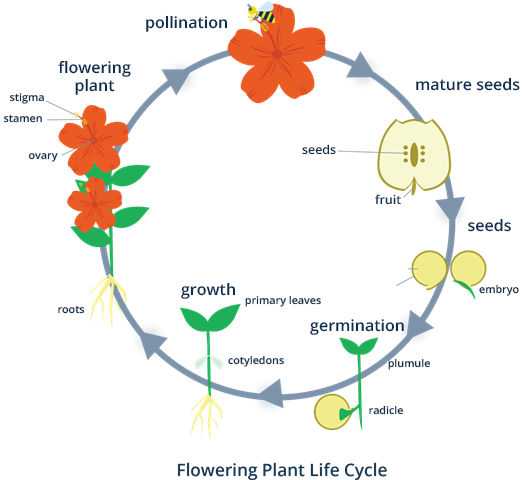 pollination
flowering
plant
mature seeds
stigma
stamen
ovary
seeds
fruit
seeds
embryo
growth
primary leaves
roots
germination
cotyledons
plumule
radicle
Flowering Plant Life Cycle